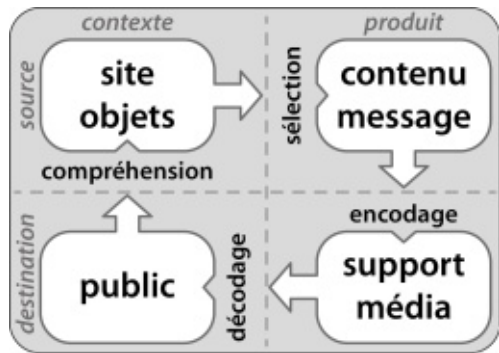 contexte
produit
source
site
objets
sélection
contenu
message
compréhension
encodage
destination
public
décodage
support
média